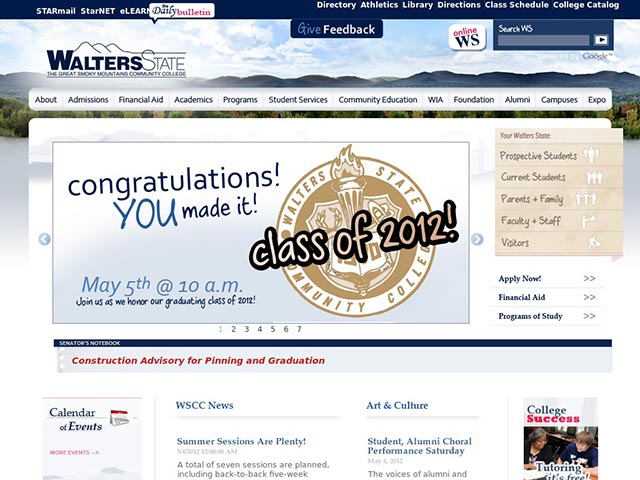 STARmail StarNET eLEARN
the Daily bulletin
Directory Athletics Library Directions Class Schedule College Catalog
Give Feedback
online WS
Search WS
powered by Google™
WALTERS STATE
THE GREAT SMOKY MOUNTAINS COMMUNITY COLLEGE
About Admissions Financial Aid Academics Programs Student Services Community Education WIA Foundation Alumni Campuses Expo
congratulations!
YOU made it!
May 5th @ 10 a.m.
Join us as we honor our graduating class of 2012!
WALTERS STATE
COMMUNITY COLLEGE
class of 2012!
1 2 3 4 5 6 7
Your Walters State:
Prospective Students
Current Students
Parents + Family
Faculty + Staff
Visitors
Apply Now! >>
Financial Aid >>
Programs of Study >>
SENATOR'S NOTEBOOK
Construction Advisory for Pinning and Graduation
Calendar
of Events
MORE EVENTS -->
WSCC News
Summer Sessions Are Plenty!
5/4/2012 12:00:00 AM
A total of seven sessions are planned,
including back-to-back five-week
Art & Culture
Student, Alumni Choral
Performance Saturday
May 4, 2012
The voices of alumni and
College
Success
Tutoring
it's free!